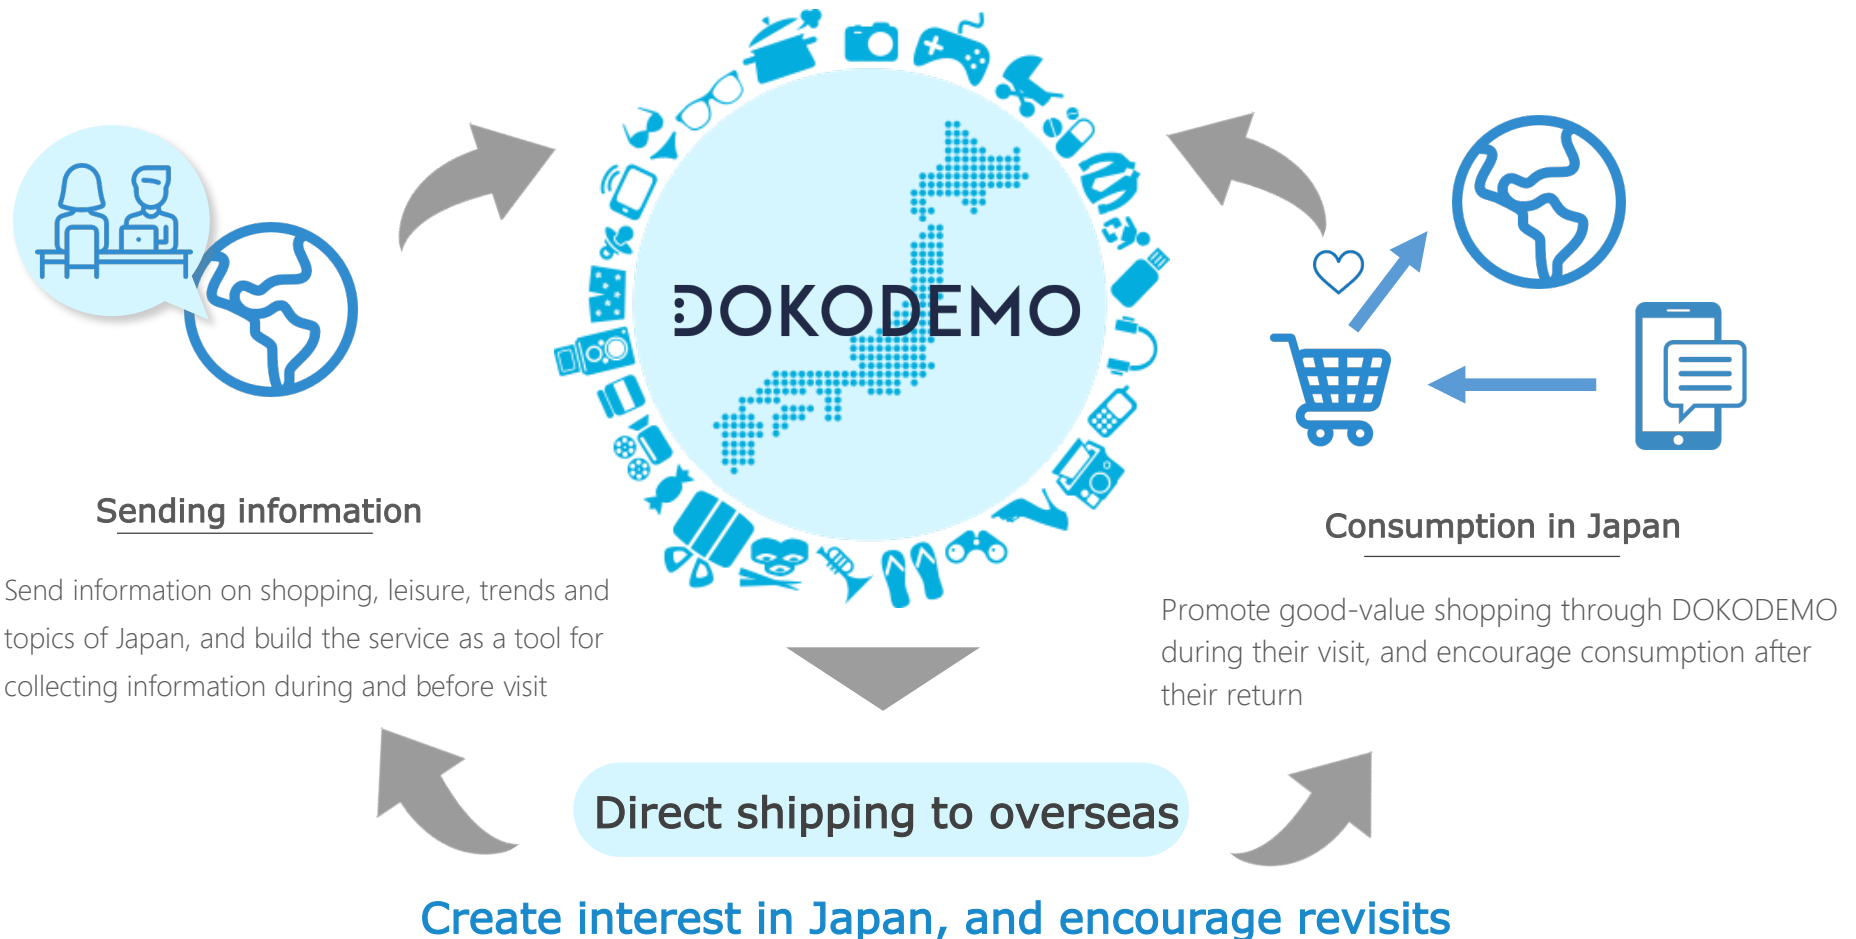 DOKODEMO
Sending information
Send information on shopping, leisure, trends and
topics of Japan, and build the service as a tool for
collecting information during and before visit
Consumption in Japan
Promote good-value shopping through DOKODEMO
during their visit, and encourage consumption after
their return
Direct shipping to overseas
Create interest in Japan, and encourage revisits